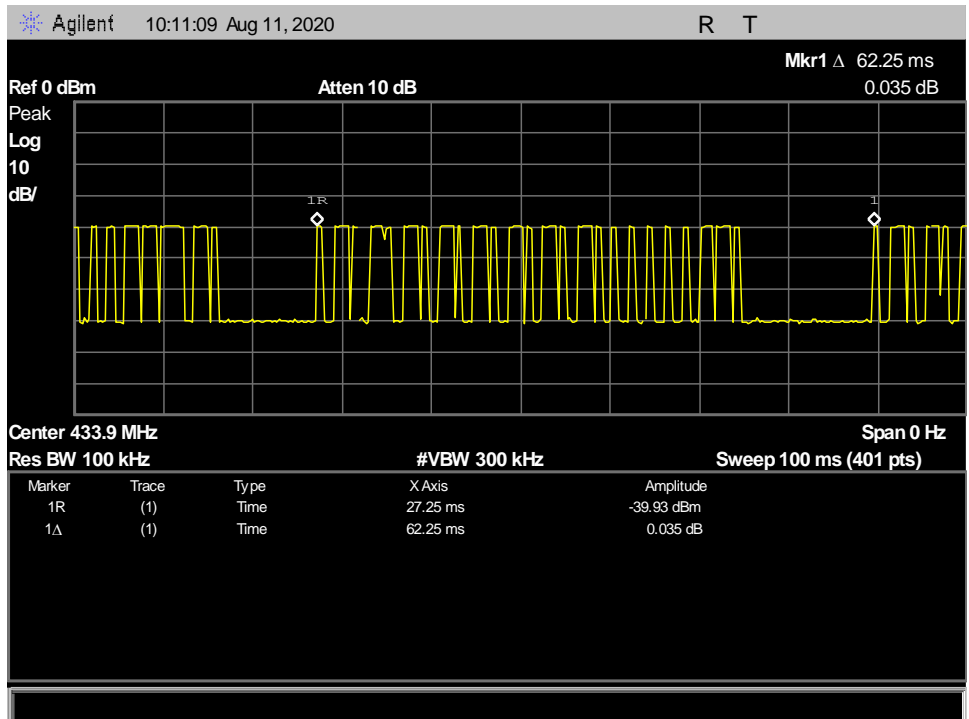 Agilent 10:11:09 Aug 11, 2020 R T
Mkr1 Δ 62.25 ms
Ref 0 dBm Atten 10 dB 0.035 dB
Peak
Log
10
dB/
1R 1
Center 433.9 MHz Span 0 Hz
Res BW 100 kHz #VBW 300 kHz Sweep 100 ms (401 pts)
Marker Trace Type X Axis Amplitude
1R (1) Time 27.25 ms -39.93 dBm
1Δ (1) Time 62.25 ms 0.035 dB